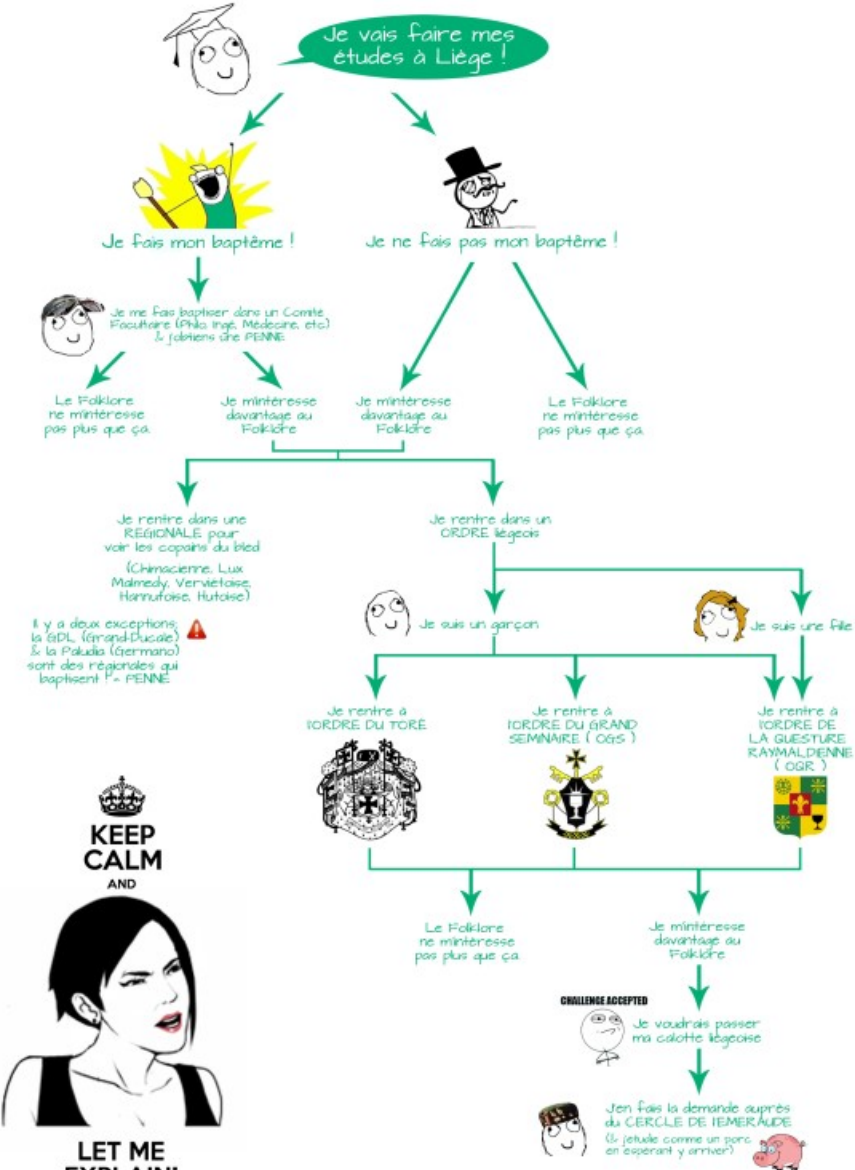 Je vais faire mes
études à Liège !
Je fais mon baptême !
Je ne fais pas mon baptême !
Je me fais baptiser dans un Comité
Facultaire (Philo, Ingé, Médecine, etc)
& j'obtiens une PENNE
Le Folklore
ne m'intéresse
pas plus que ça.
Je m'intéresse
davantage au
Folklore
Je m'intéresse
davantage au
Folklore
Le Folklore
ne m'intéresse
pas plus que ça.
Je rentre dans une
REGIONALE pour
voir les copains du bled
(Chimacienne, Lux
Malmedy, Verviétoise,
Hannutoise, Hutoise)
Il y a deux exceptions;
la GDL (Grand-Ducale)
& la Paludia (Germano)
sont des régionales qui
baptisent ! = PENNE
Je rentre dans un
ORDRE liégeois
Je suis un garçon
Je suis une fille
Je rentre à
l'ORDRE DU TORÈ
Je rentre à
l'ORDRE DU GRAND
SEMINAIRE ( OGS )
Je rentre à
l'ORDRE DE
LA QUESTURE
RAYMALDIENNE
( OQR )
KEEP
CALM
AND
LET ME
EXPLAIN!
Le Folklore
ne m'intéresse
pas plus que ça
Je m'intéresse
davantage au
Folklore
CHALLENGE ACCEPTED
Je voudrais passer
ma calotte liégeoise
J'en fais la demande auprès
du CERCLE DE l'EMERAUDE
(& j'étudie comme un porc
en espérant y arriver)